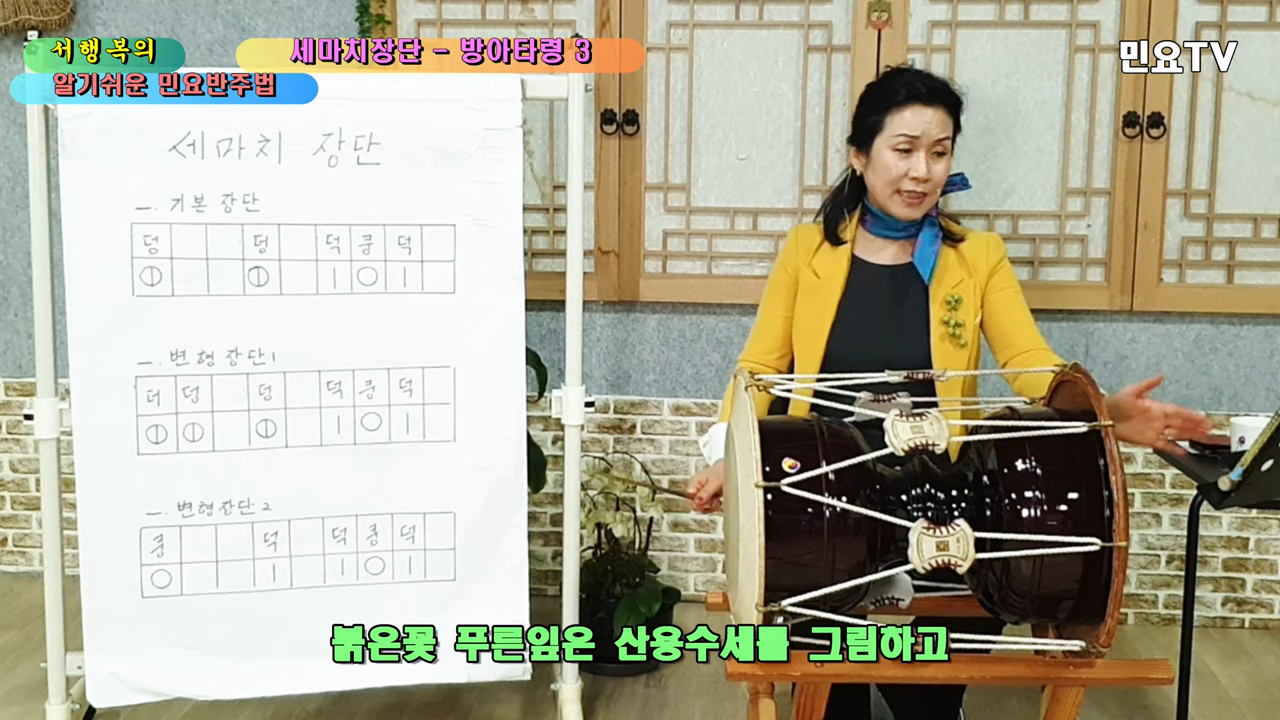 서행복의
세마치장단 - 방아타령 3
민요TV
알기쉬운 민요반주법
세마치 장단
一. 기본 장단
덩 덩 덕 쿵 덕
一. 변형장단1
더 덩 덩 덕 쿵 덕
一. 변형장단2
쿵 덕 덕 쿵 덕
붉은꽃 푸른잎은 산용수세를 그림하고